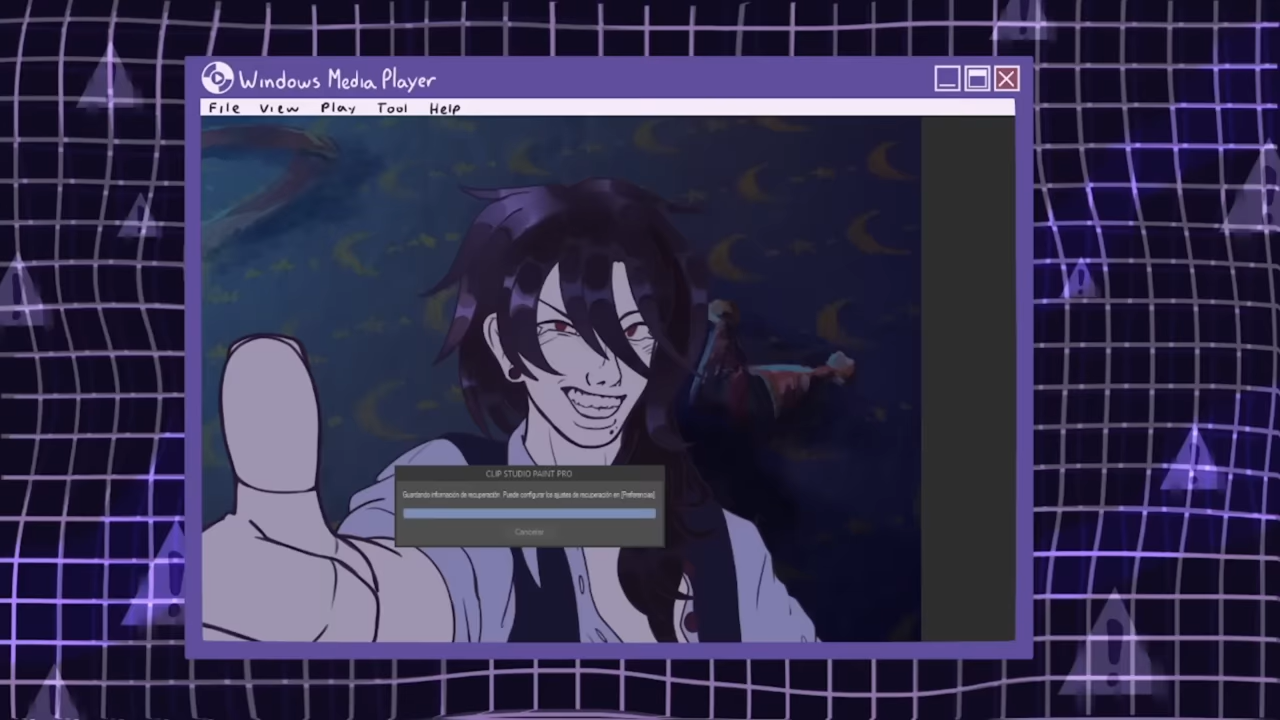 Windows Media Player
File View Play Tool Help
CLIP STUDIO PAINT PRO
Guardando información de recuperación. Puede configurar los ajustes de recuperación en [Preferencias]
Cancelar